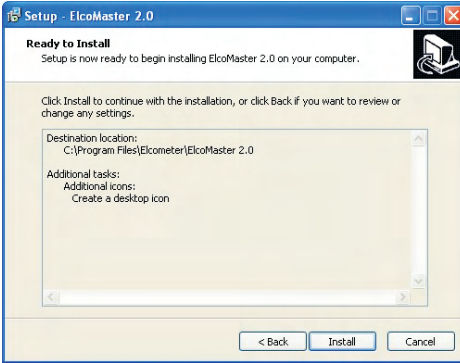 Setup - ElcoMaster 2.0
Ready to Install
Setup is now ready to begin installing ElcoMaster 2.0 on your computer.
Click Install to continue with the installation, or click Back if you want to review or
change any settings.
Destination location:
C:\Program Files\Elcometer\ElcoMaster 2.0
Additional tasks:
Additional icons:
Create a desktop icon
< Back
Install
Cancel